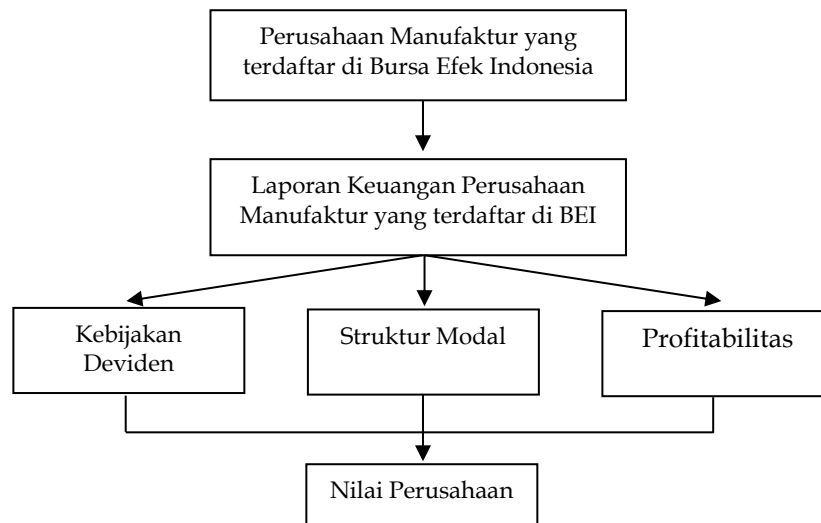 Perusahaan Manufaktur yang
terdaftar di Bursa Efek Indonesia
Laporan Keuangan Perusahaan
Manufaktur yang terdaftar di BEI
Kebijakan
Deviden
Struktur Modal
Profitabilitas
Nilai Perusahaan